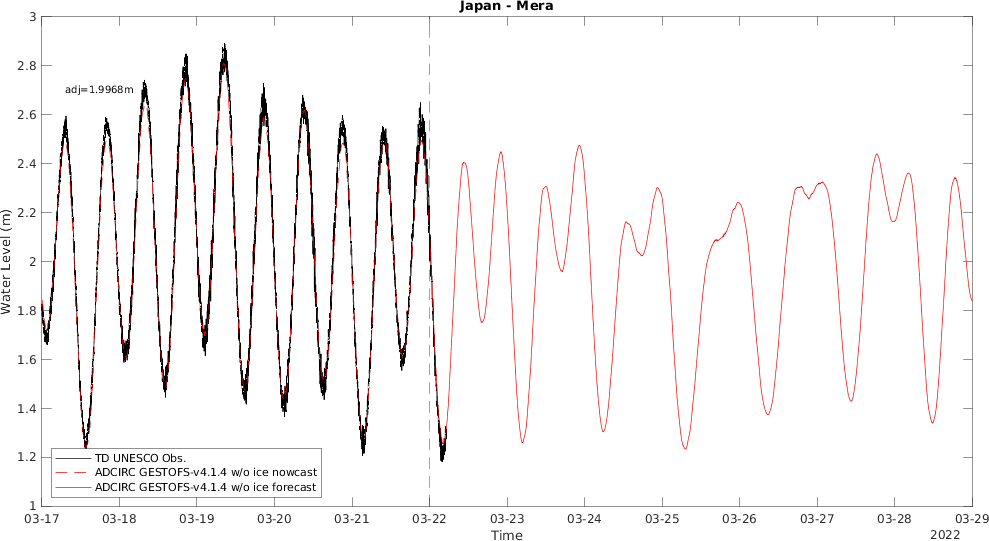 Japan - Mera
3
2.8
2.6
2.4
2.2
2
1.8
1.6
1.4
1.2
1
Water Level (m)
adj=1.9968m
TD UNESCO Obs.
ADCIRC GESTOFS-v4.1.4 w/o ice nowcast
ADCIRC GESTOFS-v4.1.4 w/o ice forecast
03-17 03-18 03-19 03-20 03-21 03-22 03-23 03-24 03-25 03-26 03-27 03-28 03-29
Time
2022